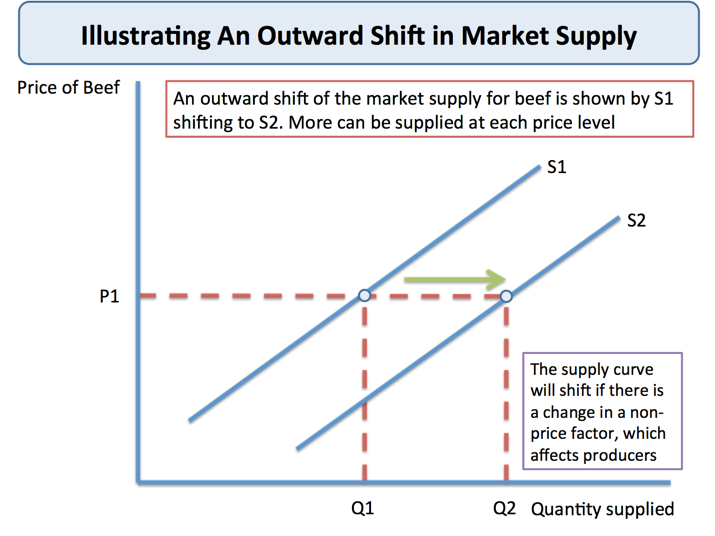 Illustrating An Outward Shift in Market Supply
Price of Beef
An outward shift of the market supply for beef is shown by S1
shifting to S2. More can be supplied at each price level
S1
S2
P1
The supply curve
will shift if there is
a change in a non-
price factor, which
affects producers
Q1
Q2
Quantity supplied